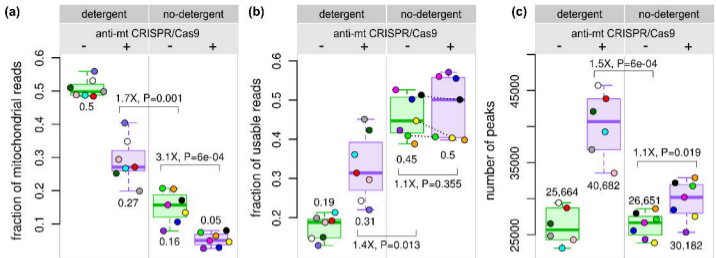 (a)
detergent no-detergent
anti-mt CRISPR/Cas9
- + - +
fraction of mitochondrial reads
0.6
0.5
0.4
0.3
0.2
0.1
0.5
1.7X, P=0.001
3.1X, P=6e-04
0.27
0.16
0.05
(b)
detergent no-detergent
anti-mt CRISPR/Cas9
- + - +
fraction of usable reads
0.6
0.5
0.4
0.3
0.2
0.19
0.31
0.45
0.5
1.1X, P=0.355
1.4X, P=0.013
(c)
detergent no-detergent
anti-mt CRISPR/Cas9
- + - +
number of peaks
45000
35000
25000
1.5X, P=6e-04
1.1X, P=0.019
25,664
40,682
26,651
30,182